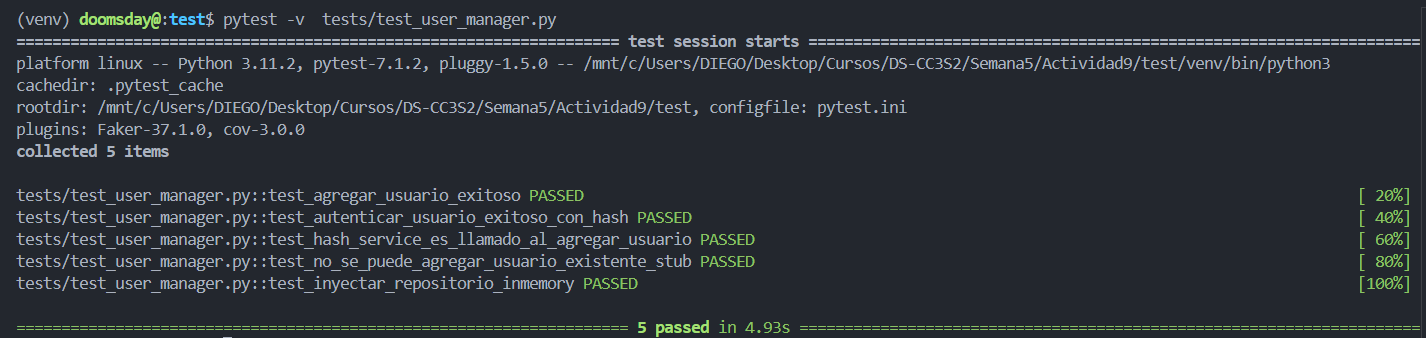 (venv) doomsday@:test$ pytest -v  tests/test_user_manager.py
====================================================================== test session starts ======================================================================
platform linux -- Python 3.11.2, pytest-7.1.2, pluggy-1.5.0 -- /mnt/c/Users/DIEGO/Desktop/Cursos/DS-CC3S2/Semana5/Actividad9/test/venv/bin/python3
cachedir: .pytest_cache
rootdir: /mnt/c/Users/DIEGO/Desktop/Cursos/DS-CC3S2/Semana5/Actividad9/test, configfile: pytest.ini
plugins: Faker-37.1.0, cov-3.0.0
collected 5 items
tests/test_user_manager.py::test_agregar_usuario_exitoso PASSED [ 20%]
tests/test_user_manager.py::test_autenticar_usuario_exitoso_con_hash PASSED [ 40%]
tests/test_user_manager.py::test_hash_service_es_llamado_al_agregar_usuario PASSED [ 60%]
tests/test_user_manager.py::test_no_se_puede_agregar_usuario_existente_stub PASSED [ 80%]
tests/test_user_manager.py::test_inyectar_repositorio_inmemory PASSED [100%]
====================================================================== 5 passed in 4.93s ======================================================================